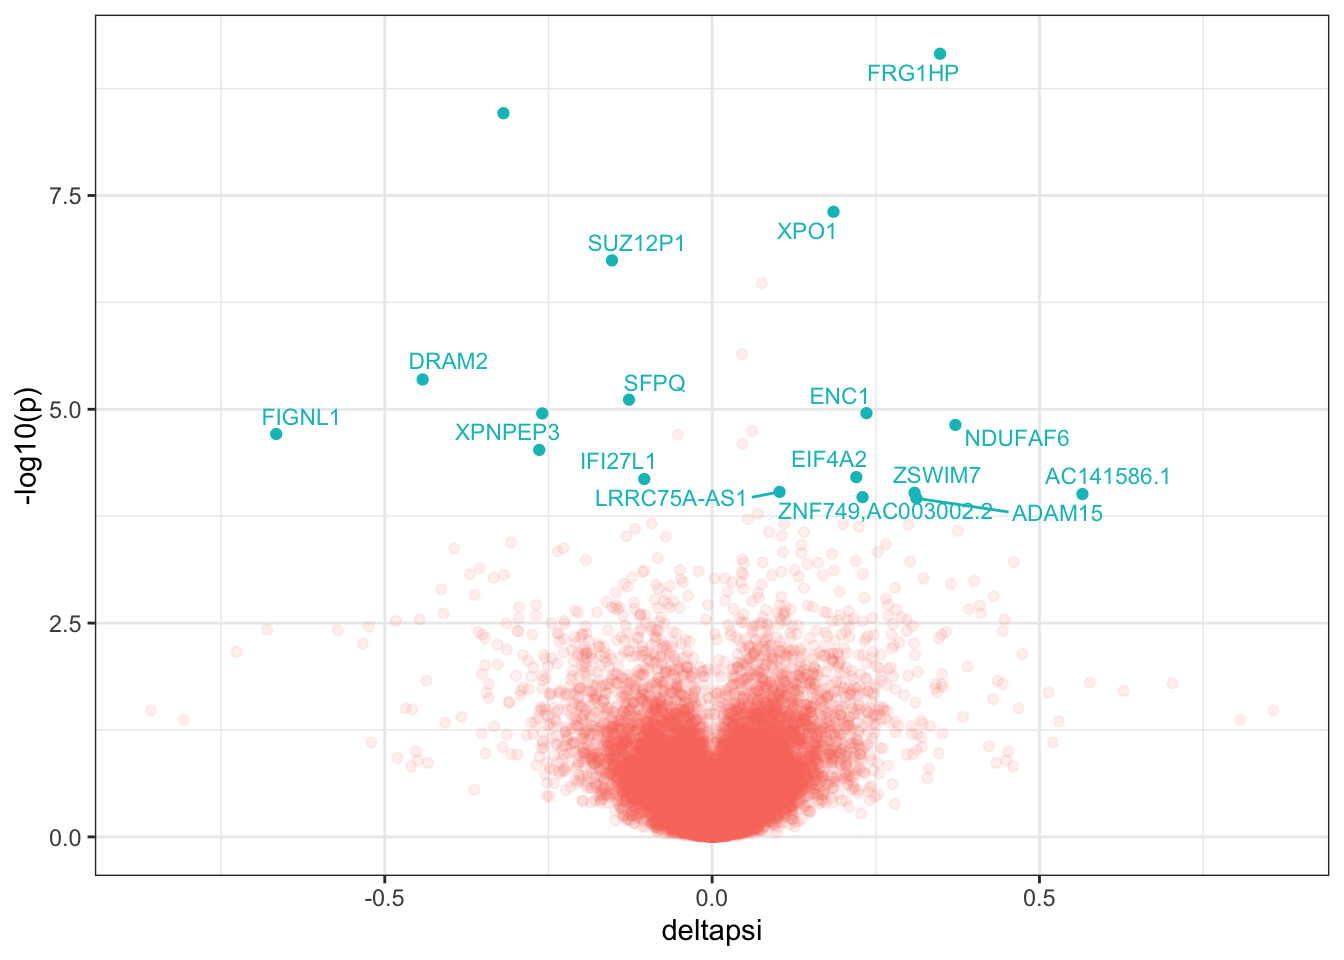 FRG1HP
7.5
XPO1
SUZ12P1
DRAM2
SFPQ
ENC1
5.0
FIGNL1
XPNPEP3
NDUFAF6
IFI27L1
EIF4A2
ZSWIM7
AC141586.1
LRRC75A-AS1
ZNF749,AC003002.2
ADAM15
-log10(p)
2.5
0.0
-0.5 0.0 0.5
deltapsi